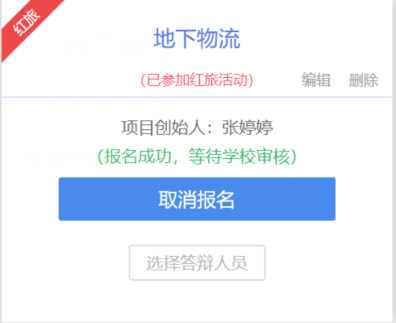 红旅
地下物流
（已参加红旅活动） 编辑 删除
项目创始人：张婷婷
（报名成功，等待学校审核）
取消报名
选择答辩人员